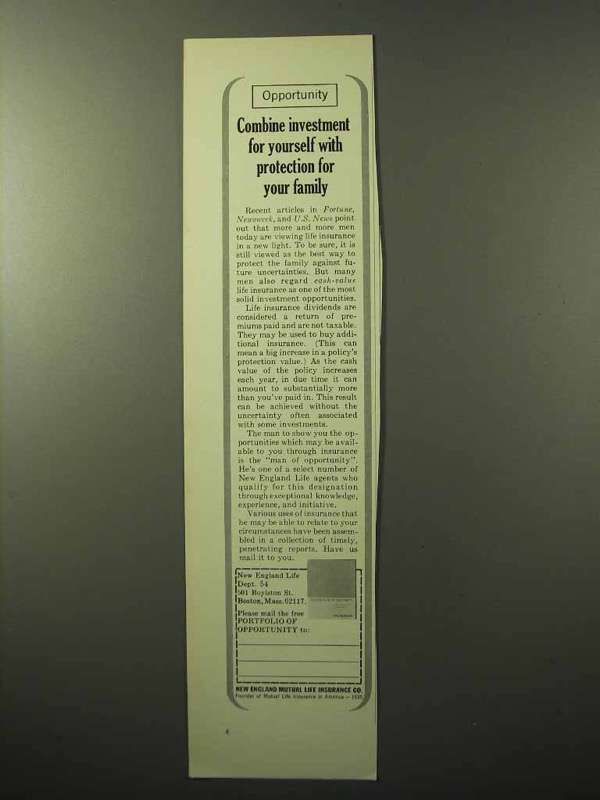 Opportunity
Combine investment
for yourself with
protection for
your family
Recent articles in Fortune,
Newsweek, and U.S. News point
out that more and more men
today are viewing life insurance
in a new light. To be sure, it is
still viewed as the best way to
protect the family against fu-
ture uncertainties. But many
men also regard cash-value
life insurance as one of the most
solid investment opportunities.
Life insurance dividends are
considered a return of pre-
miums paid and are not taxable.
They may be used to buy addi-
tional insurance. (This can
mean a big increase in a policy's
protection value.) As the cash
value of the policy increases
each year, in due time it can
amount to substantially more
than you've paid in. This result
can be achieved without the
uncertainty often associated
with some investments.
The man to show you the op-
portunities which may be avail-
able to you through insurance
is the "man of opportunity".
He's one of a select number of
New England Life agents who
qualify for this designation
through exceptional knowledge,
experience, and initiative.
Various uses of insurance that
he may be able to relate to your
circumstances have been assem-
bled in a collection of timely,
penetrating reports. Have us
mail it to you.
New England Life
Dept. 54
501 Boylston St.
Boston, Mass. 02117.
Please mail the free
PORTFOLIO OF
OPPORTUNITY to:
NEW ENGLAND MUTUAL LIFE INSURANCE CO.
Founder of Mutual Life Insurance in America — 1835
4